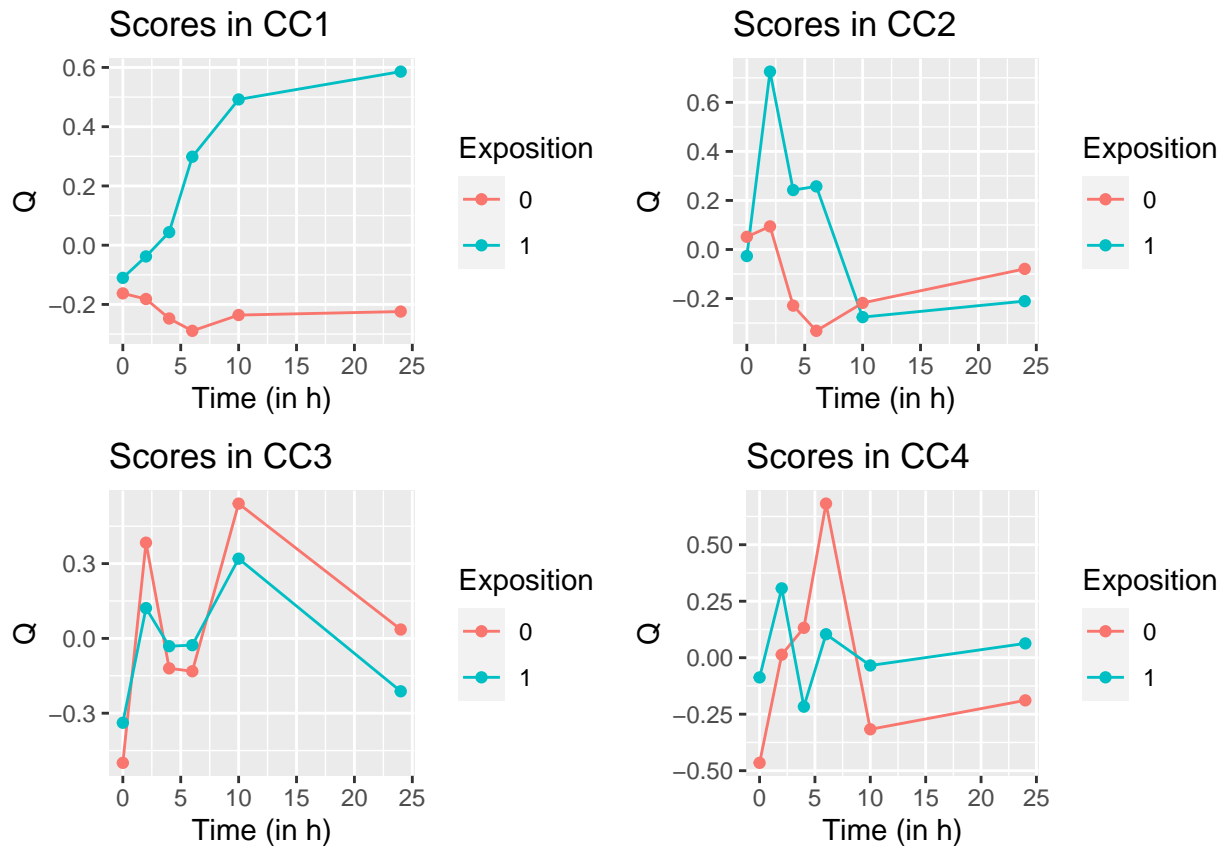 Scores in CC1
0.6
0.4
0.2
0.0
−0.2
Q
0 5 10 15 20 25
Time (in h)
Exposition
0
1
Scores in CC2
0.6
0.4
0.2
0.0
−0.2
Q
0 5 10 15 20 25
Time (in h)
Exposition
0
1
Scores in CC3
0.3
0.0
−0.3
Q
0 5 10 15 20 25
Time (in h)
Exposition
0
1
Scores in CC4
0.50
0.25
0.00
−0.25
−0.50
Q
0 5 10 15 20 25
Time (in h)
Exposition
0
1